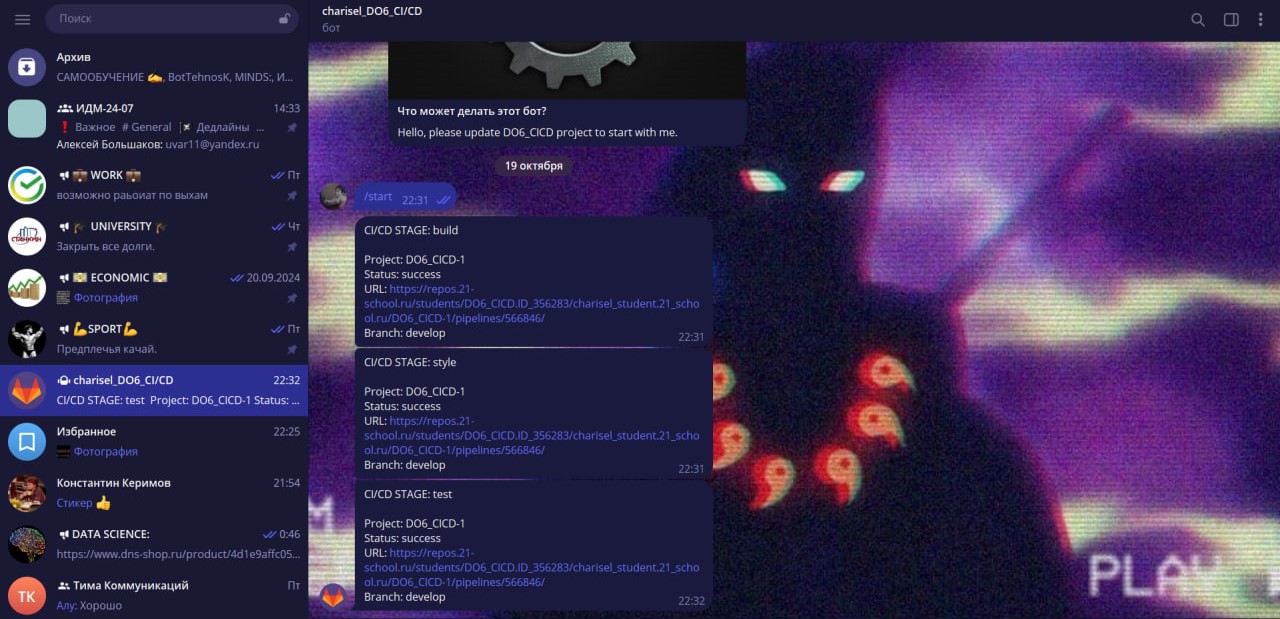 Поиск
Архив
САМООБУЧЕНИЕ ✍, BotTehnosK, MINDS:, И...
ИДМ-24-07 14:33
❗ Важное # General Дедлайны ...
Алексей Большаков: uvar11@yandex.ru
💼 WORK 💼 Пт
возможно раьоиат по выхам
СТАНКИН
🎓 UNIVERSITY 🎓 Чт
Закрыть все долги.
💵 ECONOMIC 💵 20.09.2024
Фотография
💪SPORT💪 Пт
Предплечья качай.
charisel_DO6_CI/CD 22:32
CI/CD STAGE: test Project: DO6_CICD-1 Status: ...
Избранное 22:25
Фотография
Константин Керимов 21:54
Стикер 👍
DATA SCIENCE: 0:46
https://www.dns-shop.ru/product/4d1e9affc05...
ТК
Тима Коммуникаций Пт
Алу: Хорошо
charisel_DO6_CI/CD
бот
Что может делать этот бот?
Hello, please update DO6_CICD project to start with me.
19 октября
/start 22:31
CI/CD STAGE: build
Project: DO6_CICD-1
Status: success
URL: https://repos.21-
school.ru/students/DO6_CICD.ID_356283/charisel_student.21_scho
ol.ru/DO6_CICD-1/pipelines/566846/
Branch: develop
22:31
CI/CD STAGE: style
Project: DO6_CICD-1
Status: success
URL: https://repos.21-
school.ru/students/DO6_CICD.ID_356283/charisel_student.21_scho
ol.ru/DO6_CICD-1/pipelines/566846/
Branch: develop
22:31
CI/CD STAGE: test
Project: DO6_CICD-1
Status: success
URL: https://repos.21-
school.ru/students/DO6_CICD.ID_356283/charisel_student.21_scho
ol.ru/DO6_CICD-1/pipelines/566846/
Branch: develop
22:32
PLAY